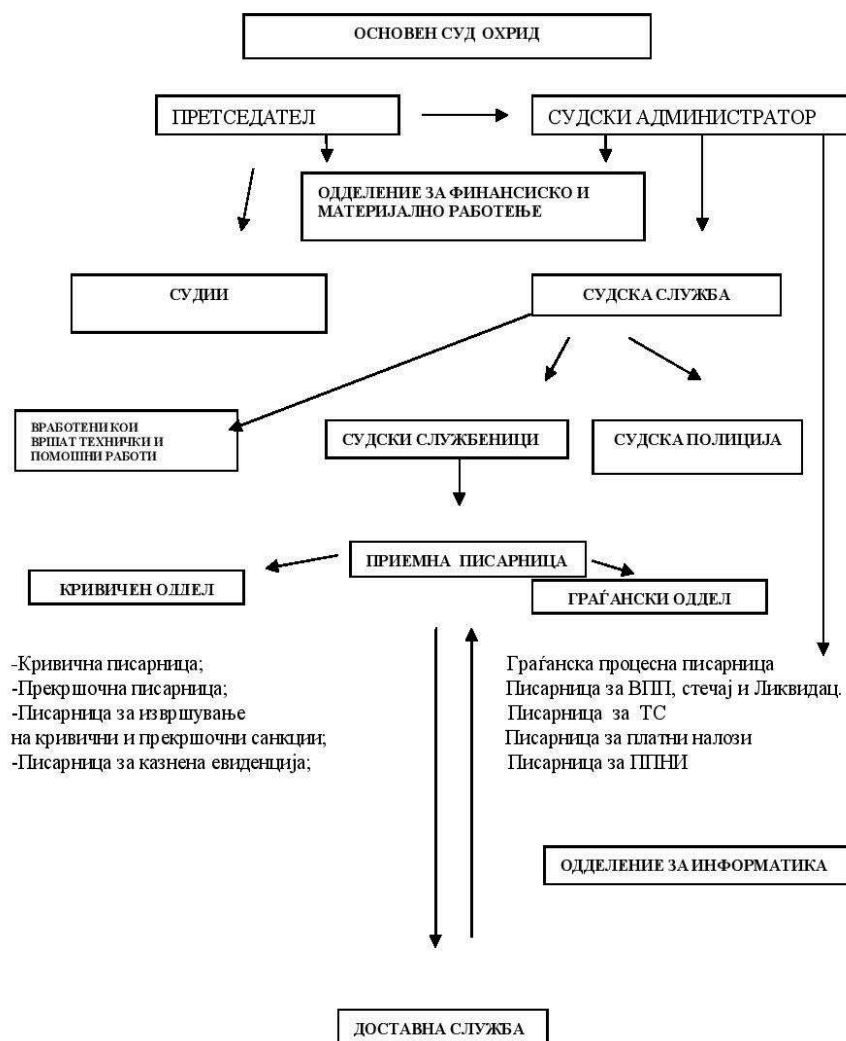 ОСНОВЕН СУД ОХРИД
ПРЕТСЕДАТЕЛ
СУДСКИ АДМИНИСТРАТОР
ОДДЕЛЕНИЕ ЗА ФИНАНСИСКО И
МАТЕРИЈАЛНО РАБОТЕЊЕ
СУДИИ
СУДСКА СЛУЖБА
ВРАБОТЕНИ КОИ
ВРШАТ ТЕХНИЧКИ И
ПОМОШНИ РАБОТИ
СУДСКИ СЛУЖБЕНИЦИ
СУДСКА ПОЛИЦИЈА
ПРИЕМНА ПИСАРНИЦА
КРИВИЧЕН ОДДЕЛ
ГРАЃАНСКИ ОДДЕЛ
-Кривична писарница;
-Прекршочна писарница;
-Писарница за извршување
на кривични и прекршочни санкции;
-Писарница за казнена евиденција;
Граѓанска процесна писарница
Писарница за ВПП, стечај и Ликвидац.
Писарница за ТС
Писарница за платни налози
Писарница за ППНИ
ОДДЕЛЕНИЕ ЗА ИНФОРМАТИКА
ДОСТАВНА СЛУЖБА